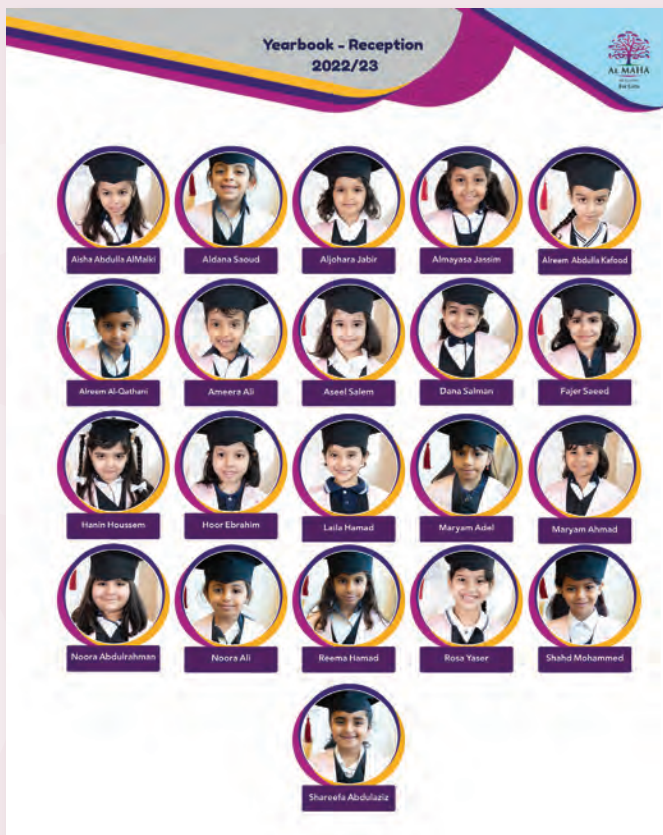 Yearbook - Reception
2022/23
AL MAHA
Aisha Abdulla AlMalki
Aldana Saoud
Aljohara Jabir
Almayasa Jassim
Alreem Abdulla Kafood
Alreem Al-Qathani
Ameera Ali
Aseel Salem
Dana Salman
Fajer Saeed
Hanin Houssem
Hoor Ebrahim
Laila Hamad
Maryam Adel
Maryam Ahmad
Noora Abdulrahman
Noora Ali
Reema Hamad
Rosa Yaser
Shahd Mohammed
Shareefa Abdulaziz